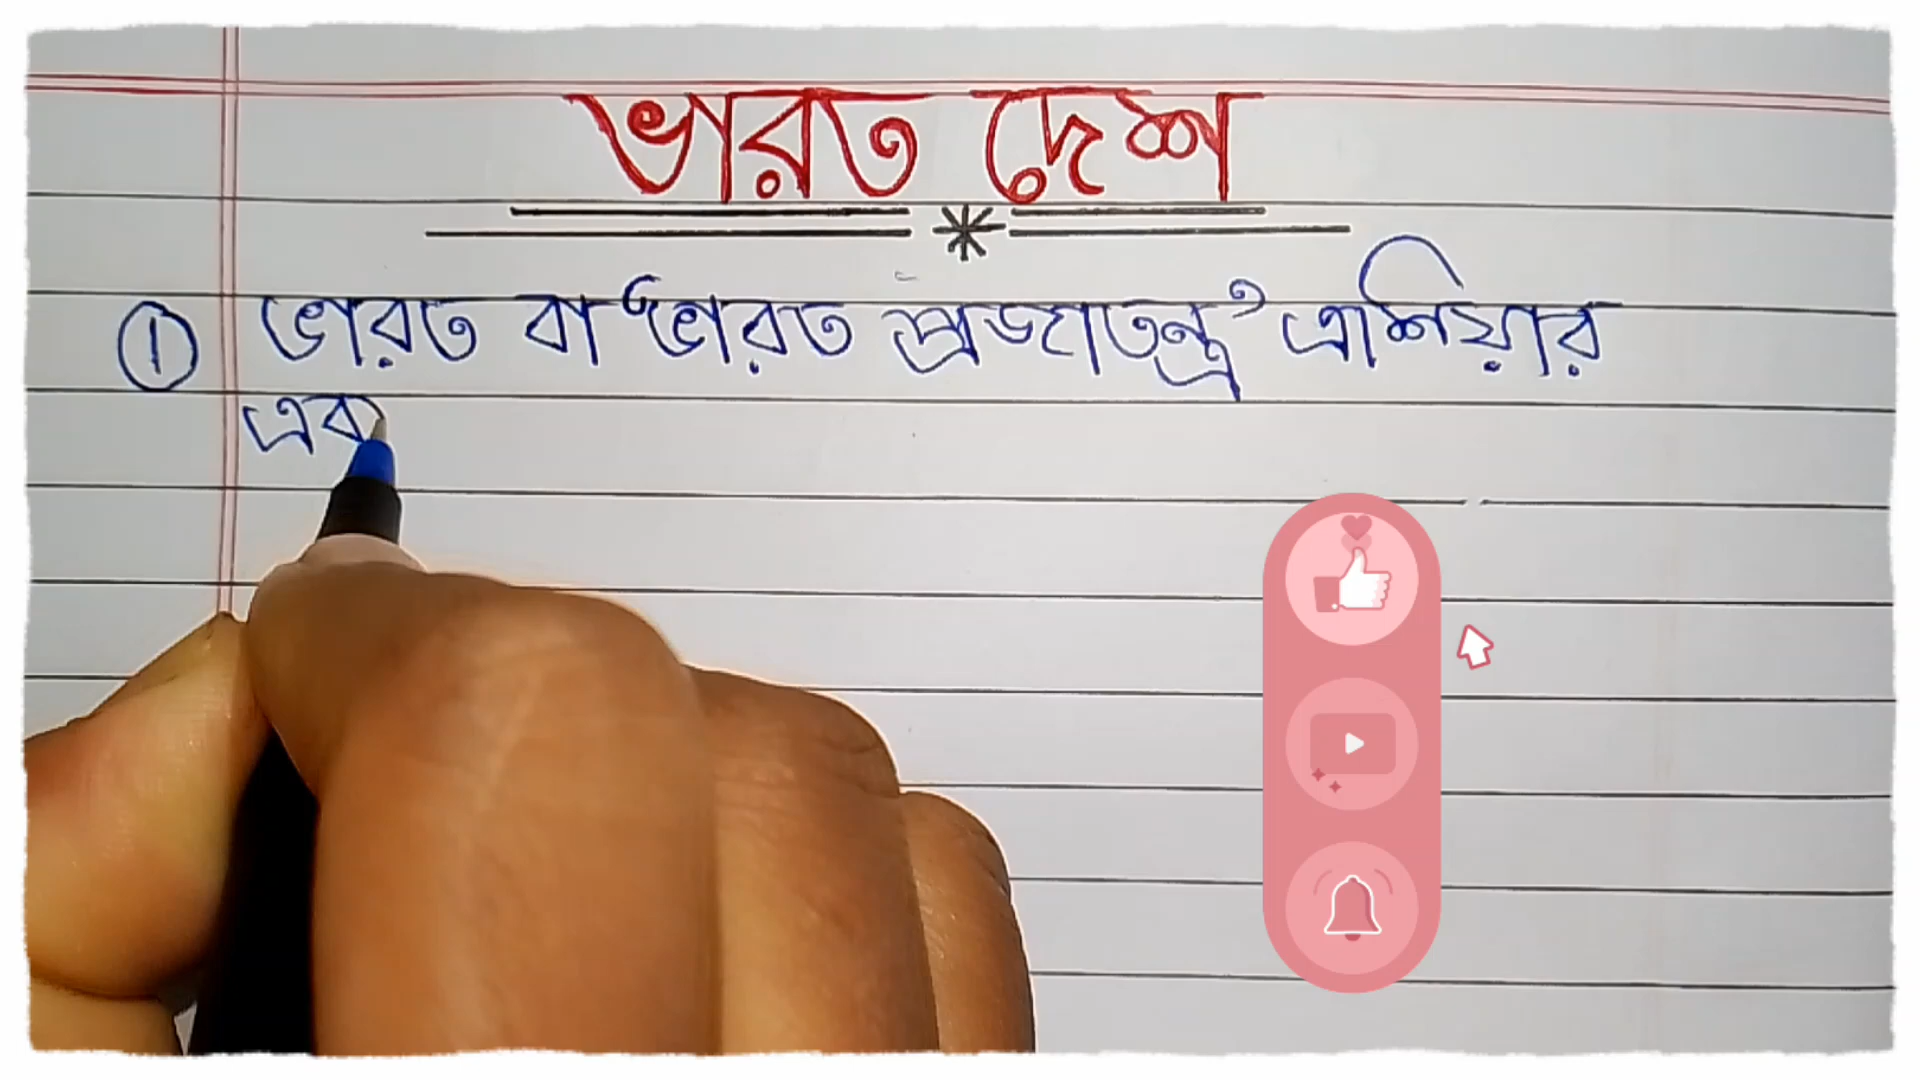 ভারত দেশ
① ভারত বা ‘ভারত প্রজাতন্ত্র’ এশিয়ার
এক